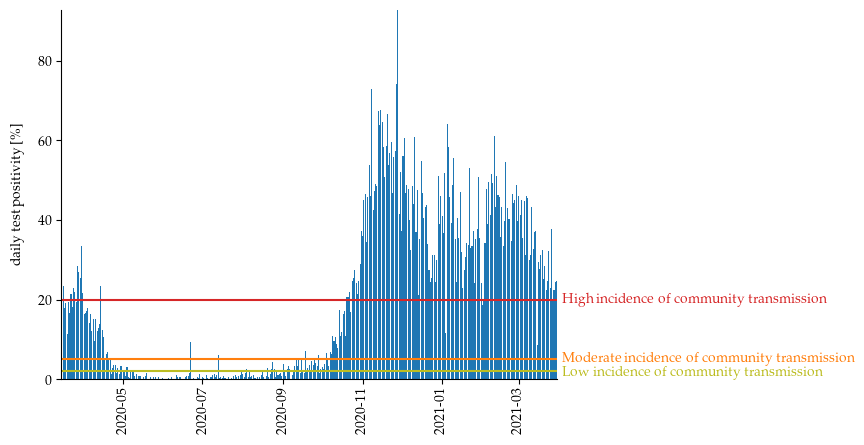 daily test positivity [%]
80
60
40
20
0
High incidence of community transmission
Moderate incidence of community transmission
Low incidence of community transmission
2020-05
2020-07
2020-09
2020-11
2021-01
2021-03